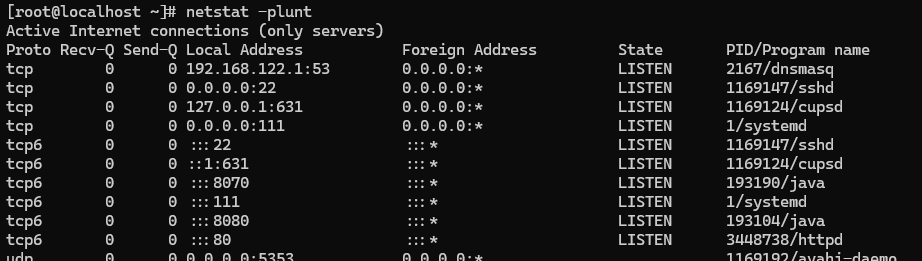 [root@localhost ~]# netstat -plunt
Active Internet connections (only servers)
Proto Recv-Q Send-Q Local Address           Foreign Address         State       PID/Program name
tcp        0      0 192.168.122.1:53        0.0.0.0:*               LISTEN      2167/dnsmasq
tcp        0      0 0.0.0.0:22              0.0.0.0:*               LISTEN      1169147/sshd
tcp        0      0 127.0.0.1:631           0.0.0.0:*               LISTEN      1169124/cupsd
tcp        0      0 0.0.0.0:111             0.0.0.0:*               LISTEN      1/systemd
tcp6       0      0 :::22                   :::*                    LISTEN      1169147/sshd
tcp6       0      0 ::1:631                 :::*                    LISTEN      1169124/cupsd
tcp6       0      0 :::8070                 :::*                    LISTEN      193190/java
tcp6       0      0 :::111                  :::*                    LISTEN      1/systemd
tcp6       0      0 :::8080                 :::*                    LISTEN      193104/java
tcp6       0      0 :::80                   :::*                    LISTEN      3448738/httpd
udp        0      0 0.0.0.0:5353            0.0.0.0:*                           1169192/avahi-daemo